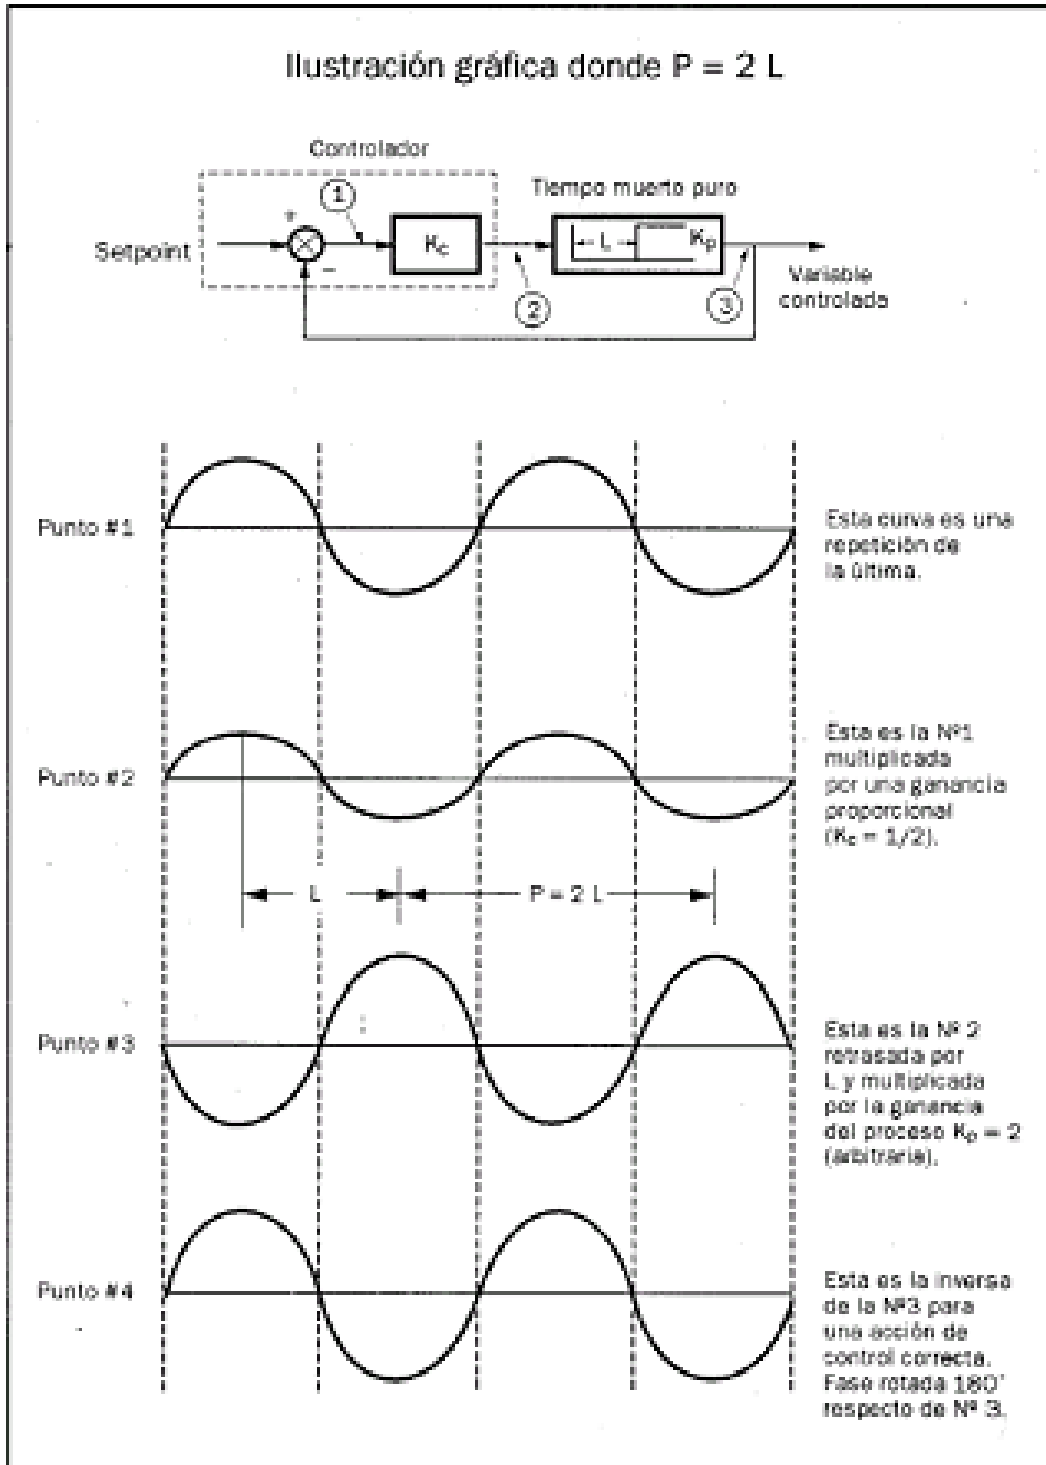 Ilustración gráfica donde P = 2 L
Controlador
1
Tiempo muerto puro
+
Setpoint
Kc
L
Kp
−
2
3
Variable
controlada
Punto #1
Esta curva es una
repetición de
la última.
Punto #2
Esta es la Nº1
multiplicada
por una ganancia
proporcional
(Kc = 1/2).
L
P = 2 L
Punto #3
Esta es la Nº 2
retrasada por
L y multiplicada
por la ganancia
del proceso Kp = 2
(arbitraria).
Punto #4
Esta es la inversa
de la Nº3 para
una acción de
control correcta.
Fase rotada 180°
respecto de Nº 3.